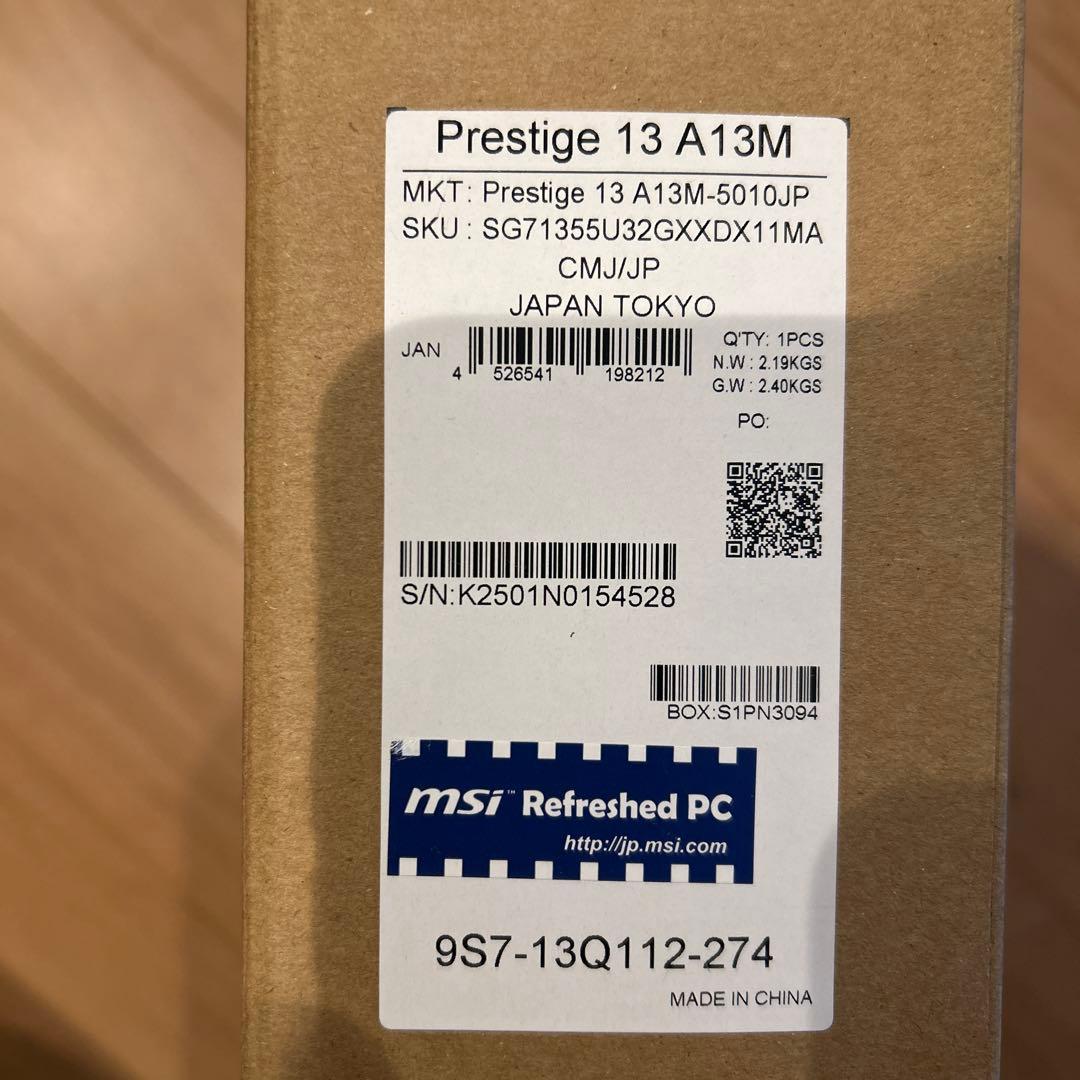 Prestige 13 A13M
MKT: Prestige 13 A13M-5010JP
SKU : SG71355U32GXXDX11MA
CMJ/JP
JAPAN TOKYO
JAN
4 526541 198212
Q'TY: 1PCS
N.W : 2.19KGS
G.W : 2.40KGS
PO:
S/N:K2501N0154528
BOX:S1PN3094
msi™ Refreshed PC
http://jp.msi.com
9S7-13Q112-274
MADE IN CHINA